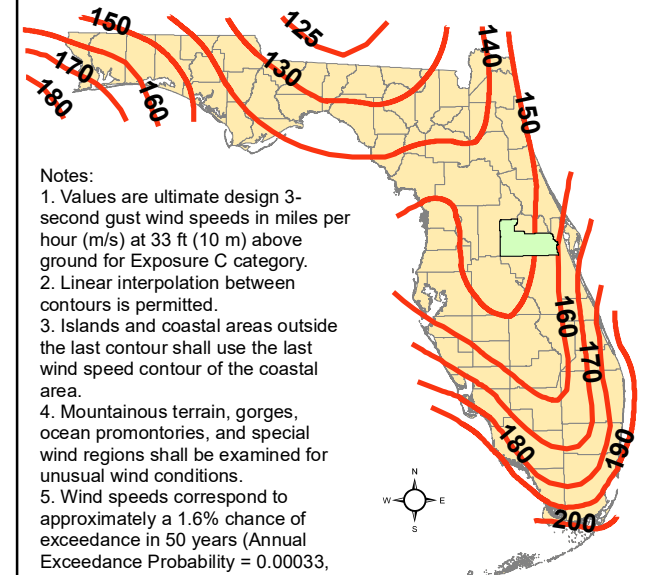 125
150
140
130
170
180
160
150
Notes:
1. Values are ultimate design 3-
second gust wind speeds in miles per
hour (m/s) at 33 ft (10 m) above
ground for Exposure C category.
2. Linear interpolation between
contours is permitted.
3. Islands and coastal areas outside
the last contour shall use the last
wind speed contour of the coastal
area.
4. Mountainous terrain, gorges,
ocean promontories, and special
wind regions shall be examined for
unusual wind conditions.
5. Wind speeds correspond to
approximately a 1.6% chance of
exceedance in 50 years (Annual
Exceedance Probability = 0.00033,
160
170
180
190
200
N
W E
S